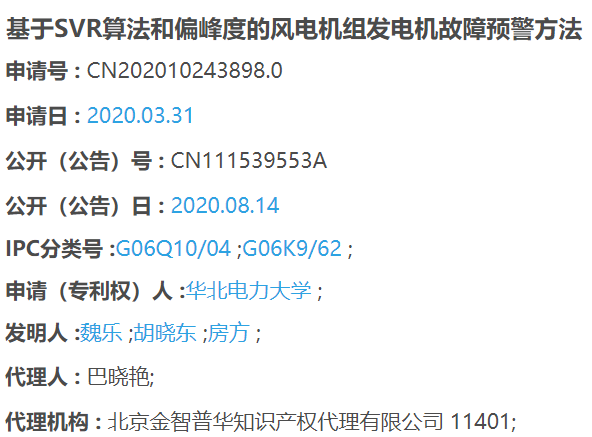 基于SVR算法和偏峰度的风电机组发电机故障预警方法
申请号：CN202010243898.0
申请日：2020.03.31
公开（公告）号：CN111539553A
公开（公告）日：2020.08.14
IPC分类号 :G06Q10/04 ;G06K9/62 ;
申请（专利权）人 :华北电力大学 ;
发明人 :魏乐 ;胡晓东 ;房方 ;
代理人：巴晓艳;
代理机构：北京金智普华知识产权代理有限公司 11401;